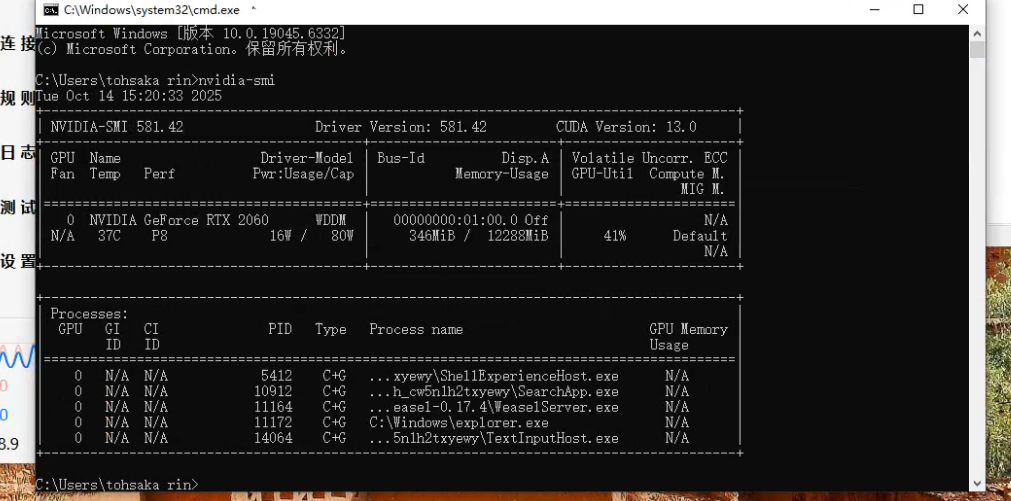 C:\Windows\system32\cmd.exe
Microsoft Windows [版本 10.0.19045.6332]
(c) Microsoft Corporation。保留所有权利。
C:\Users\tohsaka rin>nvidia-smi
Tue Oct 14 15:20:33 2025
NVIDIA-SMI 581.42 Driver Version: 581.42 CUDA Version: 13.0
GPU Name Driver-Model Bus-Id Disp.A Volatile Uncorr. ECC
Fan Temp Perf Pwr:Usage/Cap Memory-Usage GPU-Util Compute M.
MIG M.
0 NVIDIA GeForce RTX 2060 WDDM 00000000:01:00.0 Off N/A
N/A 37C P8 16W / 80W 346MiB / 12288MiB 41% Default
N/A
Processes:
GPU GI CI PID Type Process name GPU Memory
ID ID Usage
0 N/A N/A 5412 C+G ...xyewy\ShellExperienceHost.exe N/A
0 N/A N/A 10912 C+G ...h_cw5n1h2txyewy\SearchApp.exe N/A
0 N/A N/A 11164 C+G ...easel-0.17.4\WeaselServer.exe N/A
0 N/A N/A 11172 C+G C:\Windows\explorer.exe N/A
0 N/A N/A 14064 C+G ...5n1h2txyewy\TextInputHost.exe N/A
C:\Users\tohsaka rin>
连接
规则
日志
测试
设置
0
0
8.9